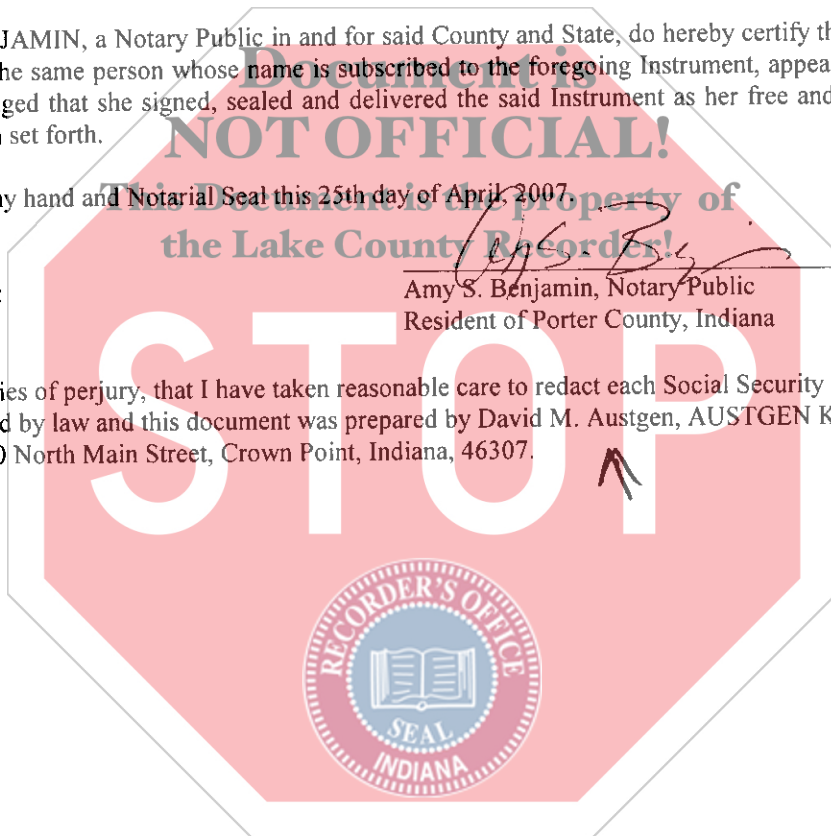 JAMIN, a Notary Public in and for said County and State, do hereby certify th
he same person whose name is subscribed to the foregoing Instrument, appea
ged that she signed, sealed and delivered the said Instrument as her free and
set forth.
Document is
NOT OFFICIAL!
This Document is the property of
the Lake County Recorder!
y hand and Notarial Seal this 25th day of April, 2007.
Amy S. Benjamin, Notary Public
Resident of Porter County, Indiana
ies of perjury, that I have taken reasonable care to redact each Social Security
d by law and this document was prepared by David M. Austgen, AUSTGEN K
0 North Main Street, Crown Point, Indiana, 46307.
STOP
RECORDER'S OFFICE
SEAL
INDIANA